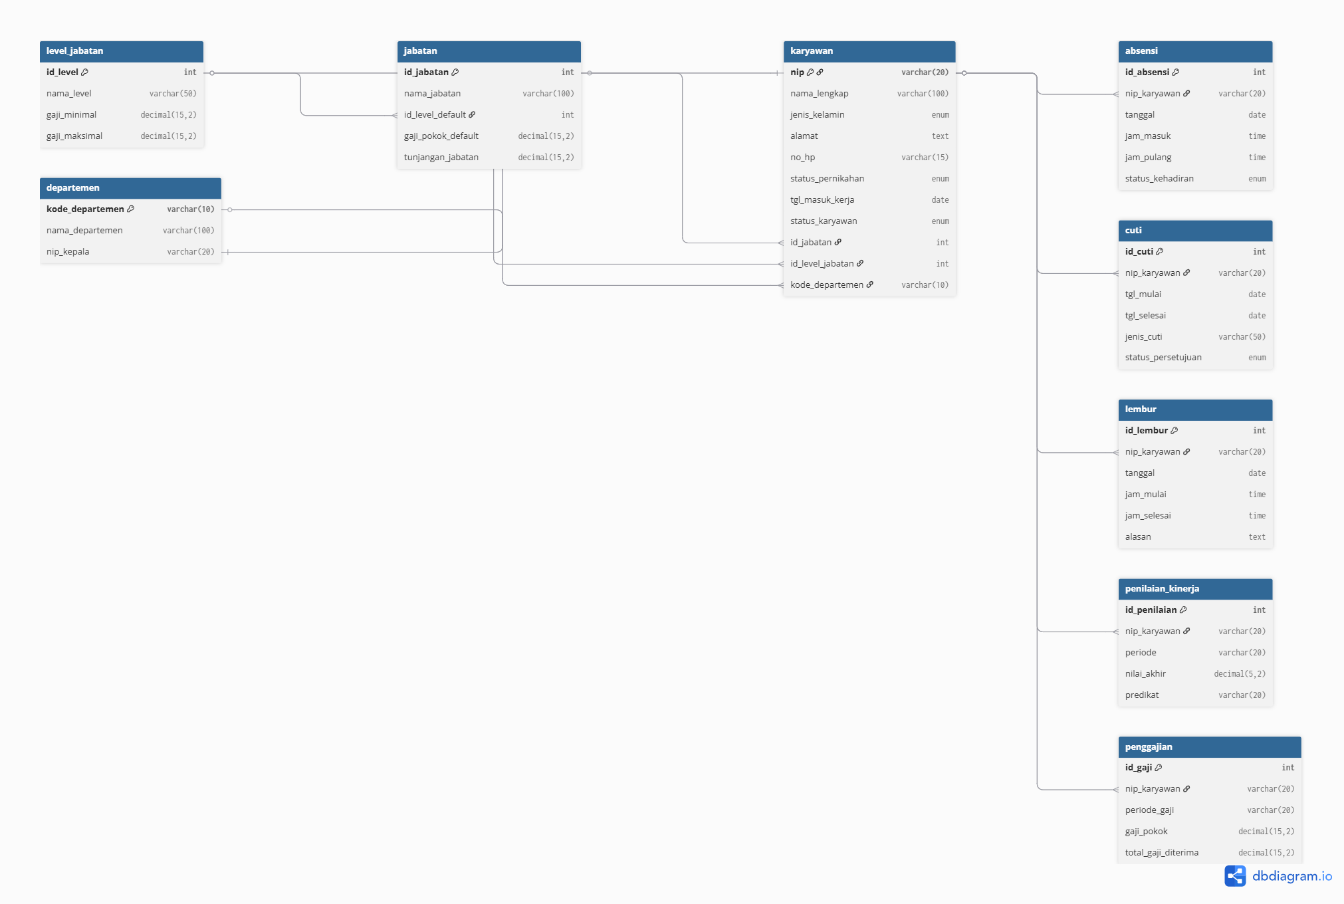 level_jabatan
id_level int
nama_level varchar(50)
gaji_minimal decimal(15,2)
gaji_maksimal decimal(15,2)
departemen
kode_departemen varchar(10)
nama_departemen varchar(100)
nip_kepala varchar(20)
jabatan
id_jabatan int
nama_jabatan varchar(100)
id_level_default int
gaji_pokok_default decimal(15,2)
tunjangan_jabatan decimal(15,2)
karyawan
nip varchar(20)
nama_lengkap varchar(100)
jenis_kelamin enum
alamat text
no_hp varchar(15)
status_pernikahan enum
tgl_masuk_kerja date
status_karyawan enum
id_jabatan int
id_level_jabatan int
kode_departemen varchar(10)
absensi
id_absensi int
nip_karyawan varchar(20)
tanggal date
jam_masuk time
jam_pulang time
status_kehadiran enum
cuti
id_cuti int
nip_karyawan varchar(20)
tgl_mulai date
tgl_selesai date
jenis_cuti varchar(50)
status_persetujuan enum
lembur
id_lembur int
nip_karyawan varchar(20)
tanggal date
jam_mulai time
jam_selesai time
alasan text
penilaian_kinerja
id_penilaian int
nip_karyawan varchar(20)
periode varchar(20)
nilai_akhir decimal(5,2)
predikat varchar(20)
penggajian
id_gaji int
nip_karyawan varchar(20)
periode_gaji varchar(20)
gaji_pokok decimal(15,2)
total_gaji_diterima decimal(15,2)
dbdiagram.io